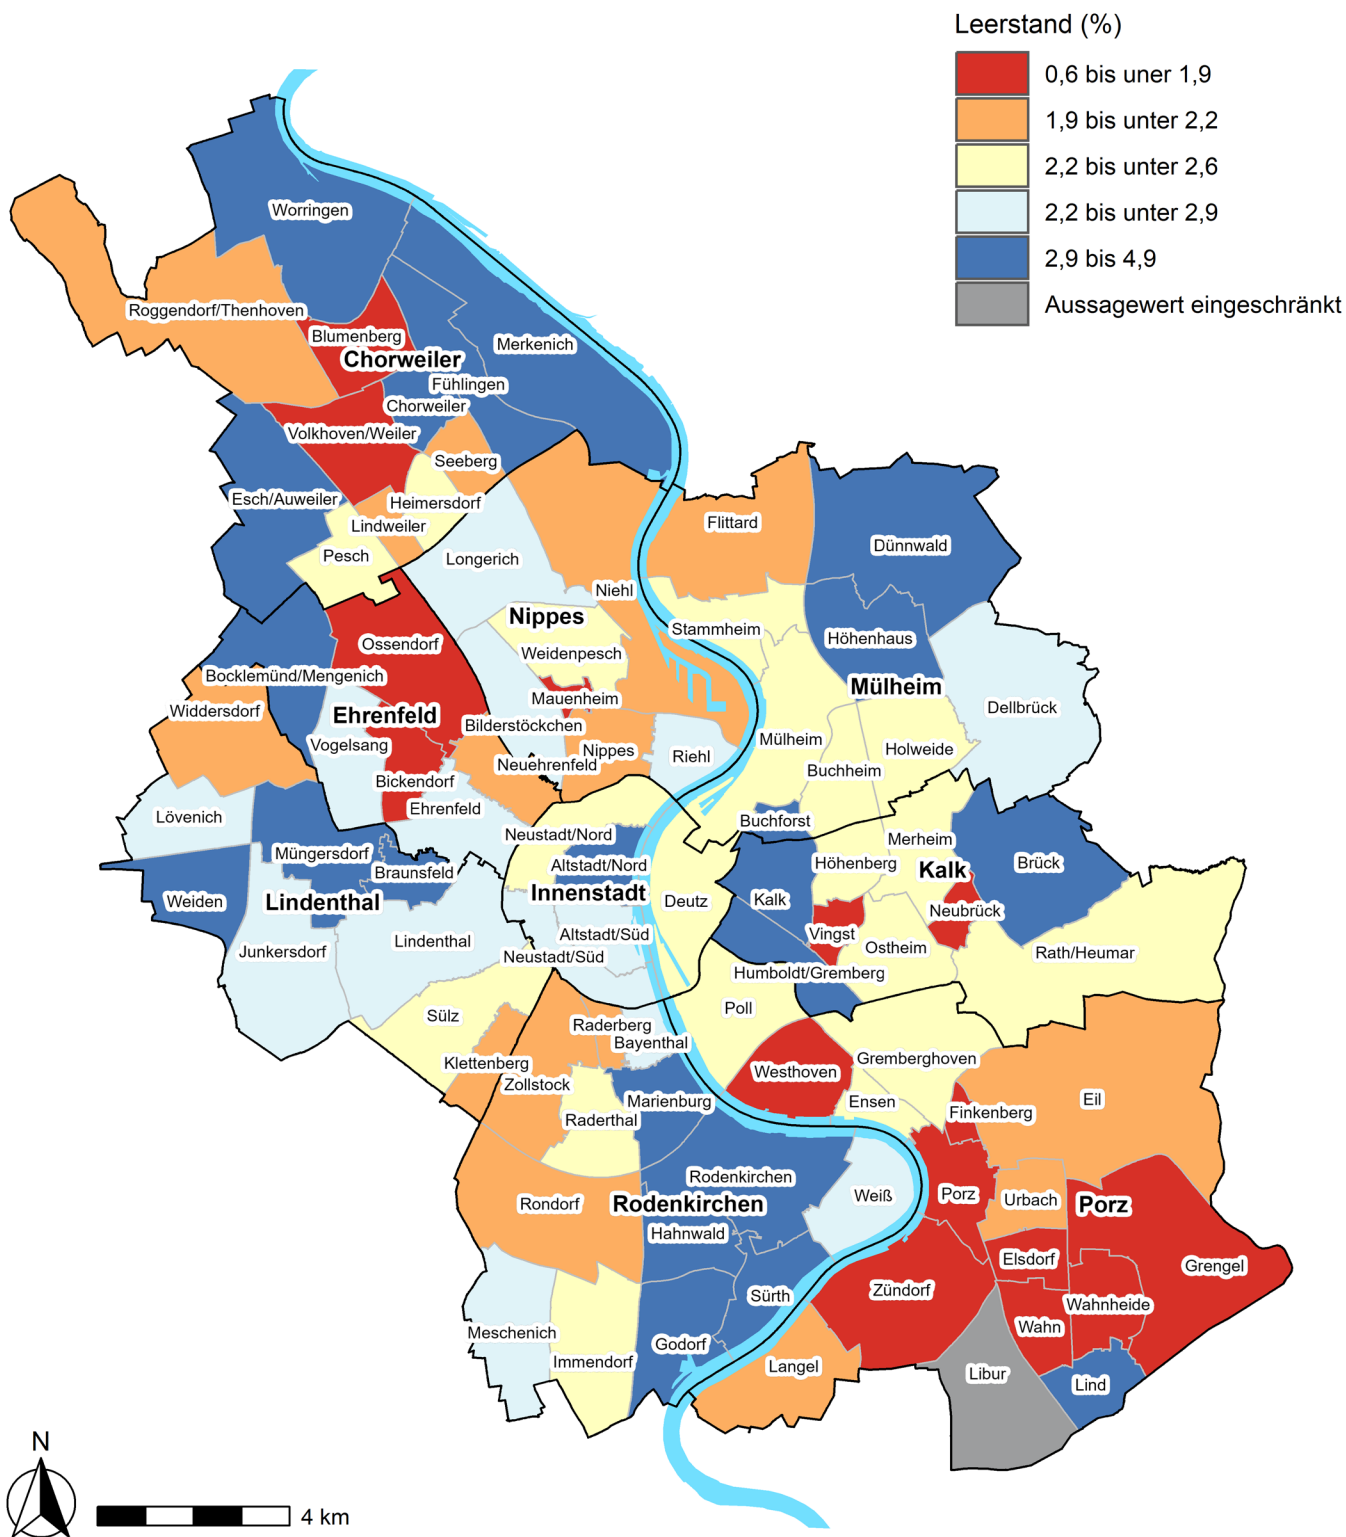 Leerstand (%)
0,6 bis uner 1,9
1,9 bis unter 2,2
2,2 bis unter 2,6
2,2 bis unter 2,9
2,9 bis 4,9
Aussagewert eingeschränkt
Worringen
Roggendorf/Thenhoven
Blumenberg
Merkenich
Chorweiler
Fühlingen
Chorweiler
Volkhoven/Weiler
Seeberg
Esch/Auweiler
Heimersdorf
Lindweiler
Pesch
Longerich
Flittard
Dünnwald
Niehl
Nippes
Stammheim
Höhenhaus
Ossendorf
Weidenpesch
Bocklemünd/Mengenich
Mülheim
Mauenheim
Widdersdorf
Ehrenfeld
Dellbrück
Bilderstöckchen
Vogelsang
Nippes
Riehl
Mülheim
Holweide
Neuehrenfeld
Buchheim
Bickendorf
Ehrenfeld
Lövenich
Buchforst
Neustadt/Nord
Merheim
Müngersdorf
Altstadt/Nord
Höhenberg
Brück
Braunsfeld
Kalk
Innenstadt
Weiden
Lindenthal
Deutz
Kalk
Neubrück
Lindenthal
Altstadt/Süd
Vingst
Ostheim
Junkersdorf
Neustadt/Süd
Rath/Heumar
Humboldt/Gremberg
Poll
Sülz
Raderberg
Bayenthal
Klettenberg
Gremberghoven
Westhoven
Zollstock
Marienburg
Ensen
Eil
Raderthal
Finkenberg
Rodenkirchen
Rondorf
Rodenkirchen
Weiß
Porz
Urbach
Porz
Hahnwald
Elsdorf
Grengel
Sürth
Zündorf
Wahnheide
Meschenich
Wahn
Godorf
Immendorf
Langel
Libur
Lind
N
4 km